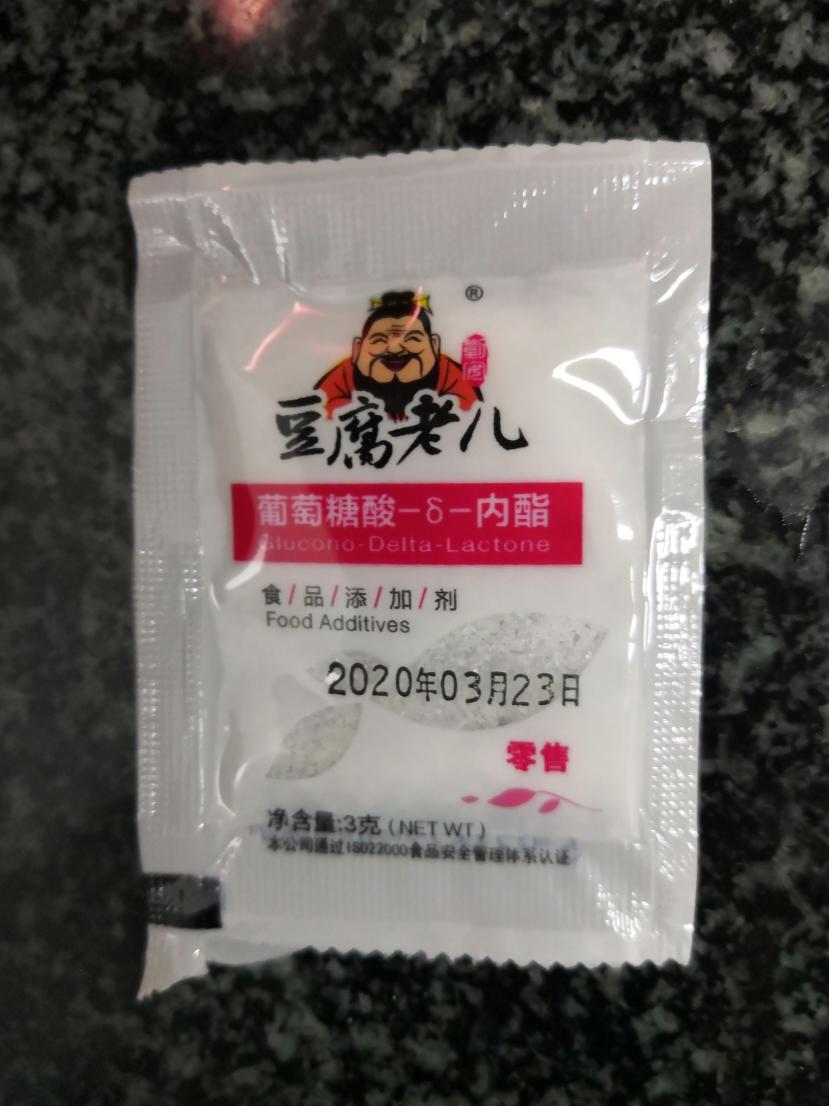 ®
豆腐老儿
葡萄糖酸-δ-内酯
Glucono-Delta-Lactone
食/品/添/加/剂
Food Additives
2020年03月23日
零售
净含量:3克(NET WT)
本公司通过ISO22000食品安全管理体系认证